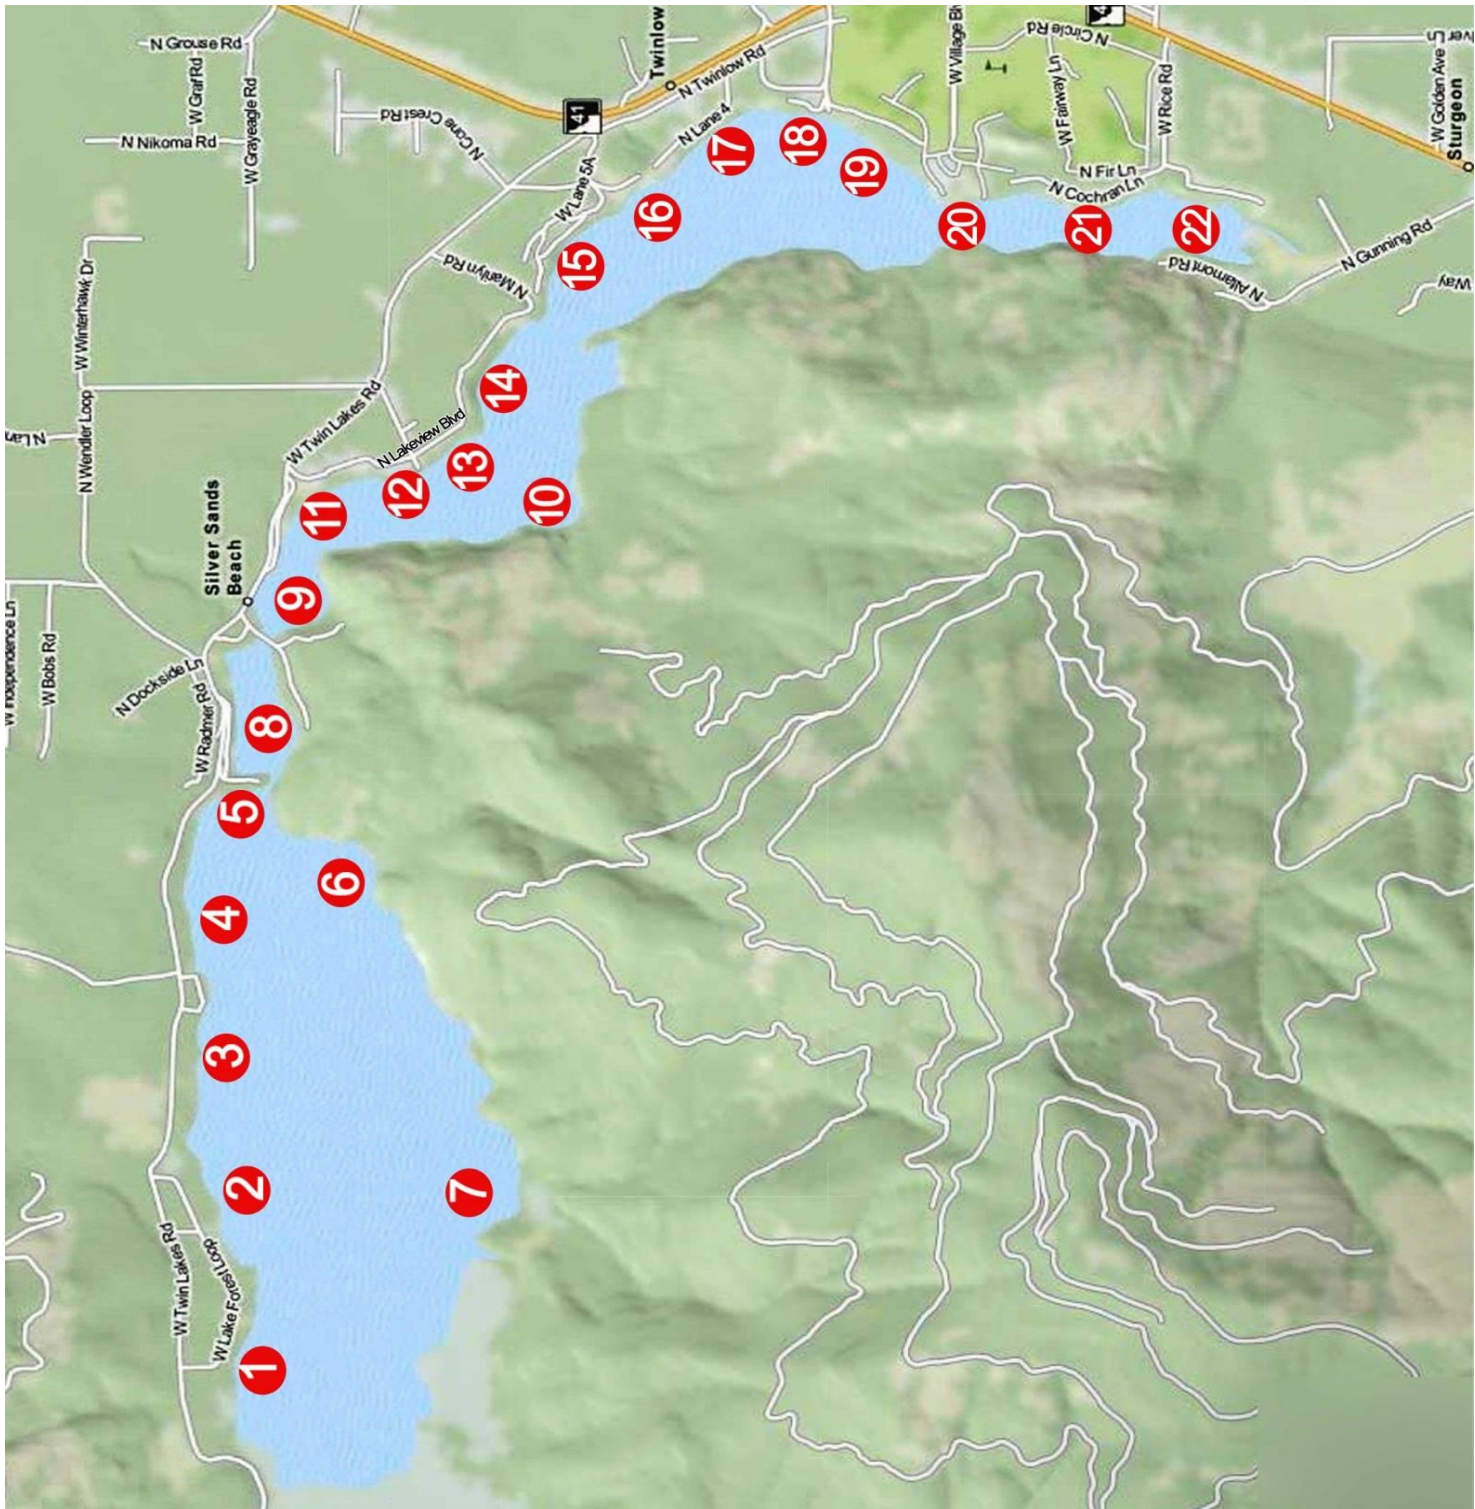 N Grouse Rd
W Graf Rd
N Nikoma Rd
W Grayeagle Rd
N Cone Crest Rd
41
Twinlow
N Twinlow Rd
N Lane 4
W Lane 5A
N Marilyn Rd
W Village
N Circle Rd
W Fairway Ln
W Rice Rd
N Fir Ln
N Cochran Ln
W Golden Ave
Sturgeon
N Gunning Rd
N Altamont Rd
Way
W Winterhawk Dr
N Wendler Loop
W Twin Lakes Rd
N Lakeview Blvd
Silver Sands
Beach
W Independence Ln
W Bobs Rd
N Dockside Ln
W Radmer Rd
W Twin Lakes Rd
W Lake Forest Loop
1
2
3
4
5
6
7
8
9
10
11
12
13
14
15
16
17
18
19
20
21
22